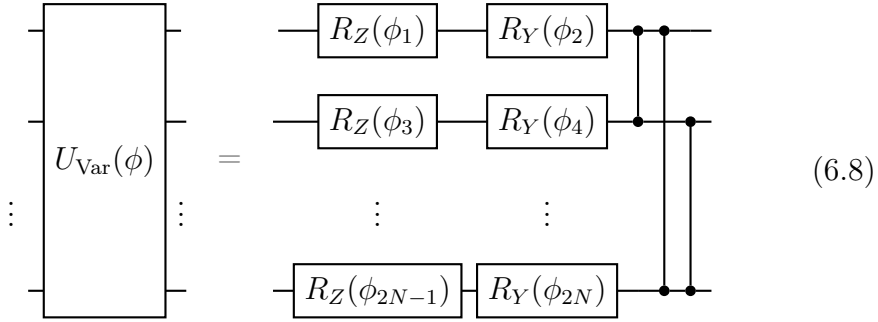 R_Z(ϕ_1) R_Y(ϕ_2)
R_Z(ϕ_3) R_Y(ϕ_4)
U_Var(ϕ) = (6.8)
⋮ ⋮ ⋮ ⋮
R_Z(ϕ_{2N−1}) R_Y(ϕ_{2N})